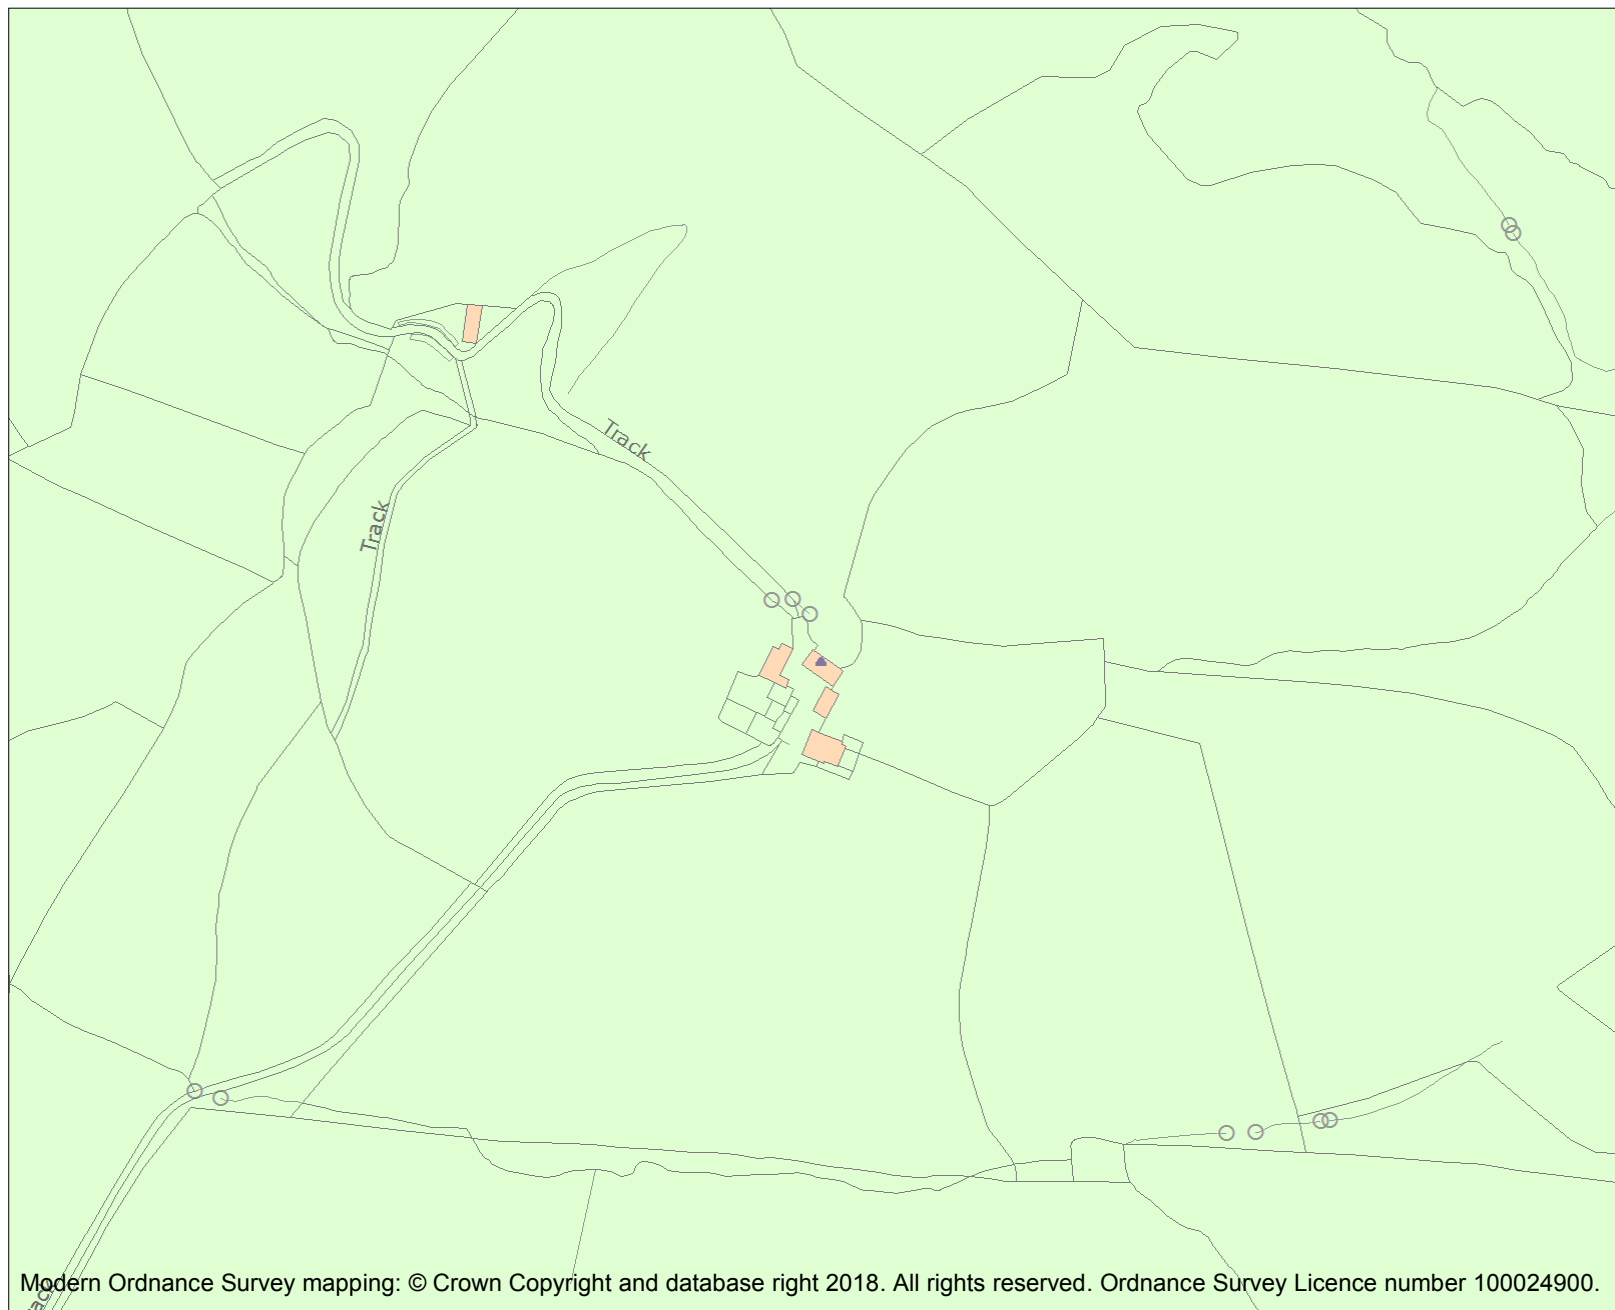 Track
Track
ack
Modern Ordnance Survey mapping: © Crown Copyright and database right 2018. All rights reserved. Ordnance Survey Licence number 100024900.